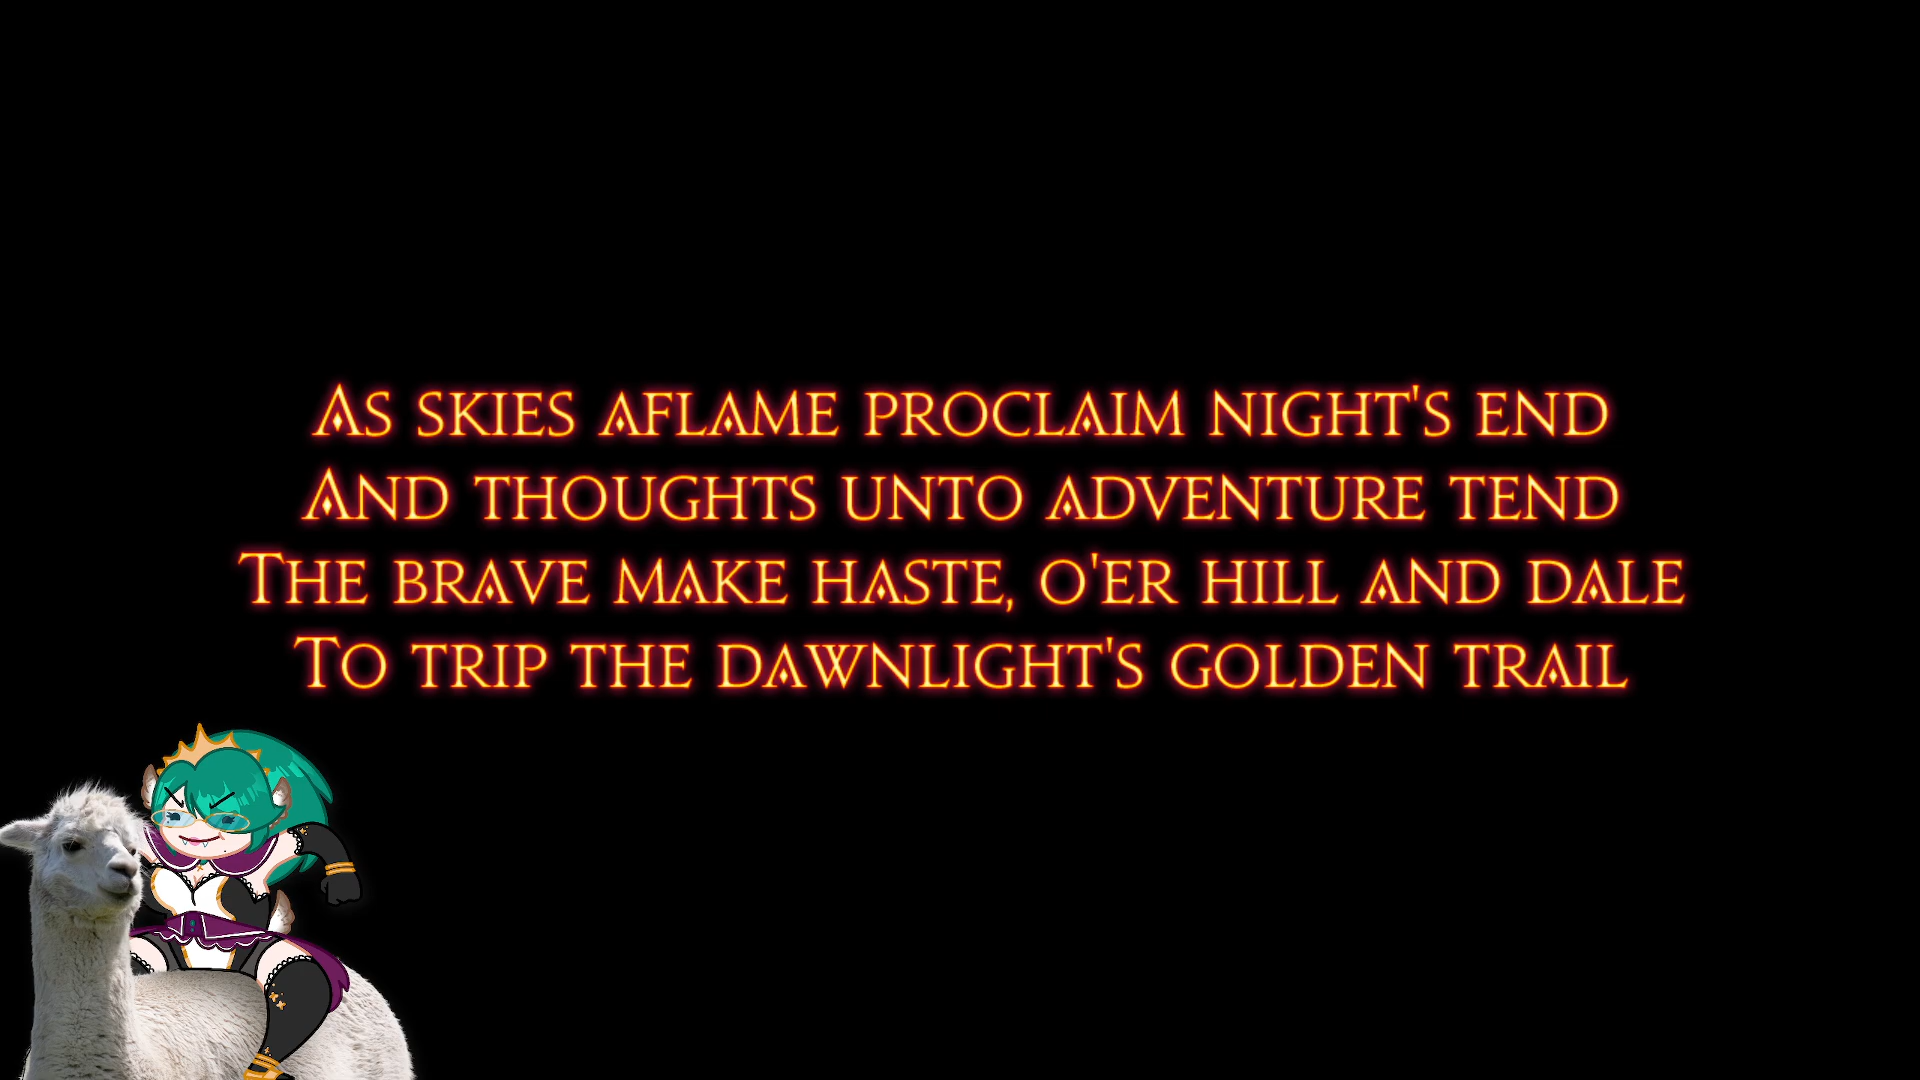 As skies aflame proclaim night's end
And thoughts unto adventure tend
The brave make haste, o'er hill and dale
To trip the dawnlight's golden trail